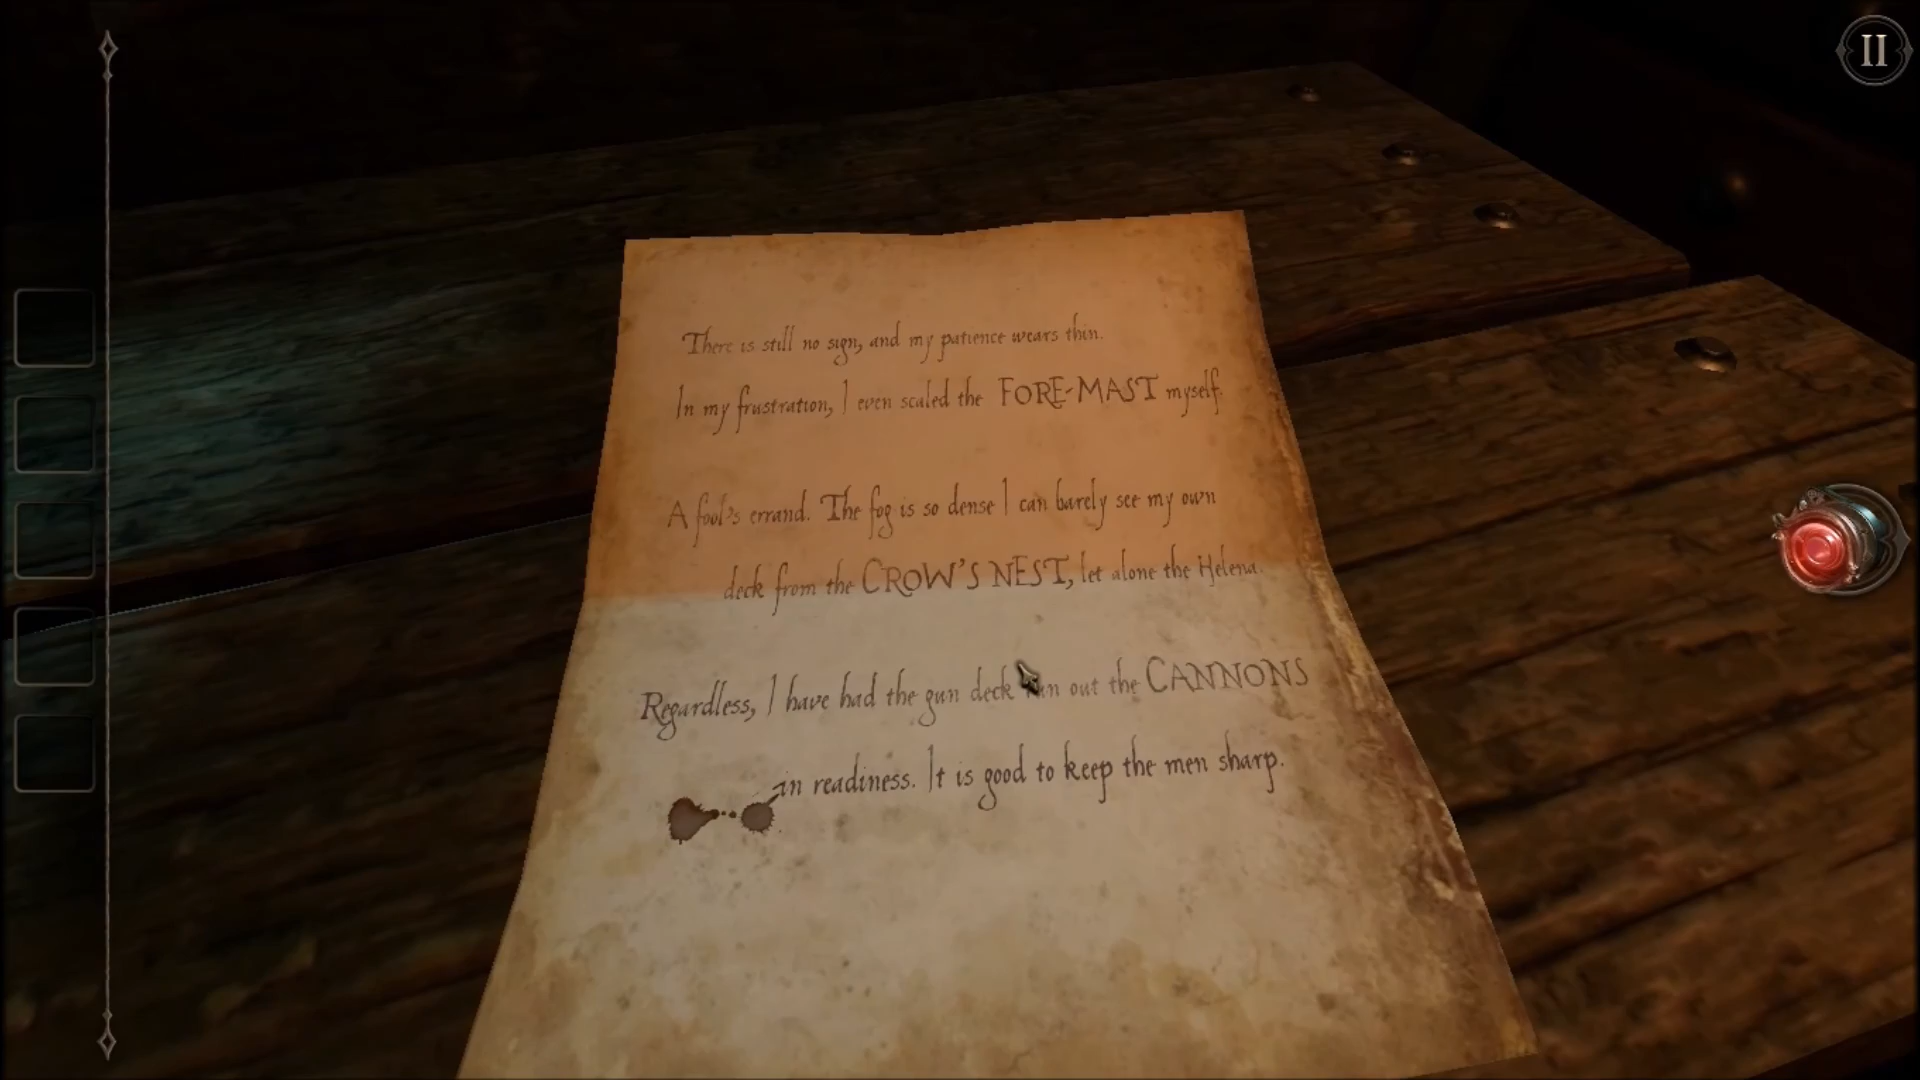 There is still no sign, and my patience wears thin.
In my frustration, I even scaled the FORE-MAST myself.
A fool's errand. The fog is so dense I can barely see my own
deck from the CROW'S NEST, let alone the Helena.
Regardless, I have had the gun deck run out the CANNONS
in readiness. It is good to keep the men sharp.
II